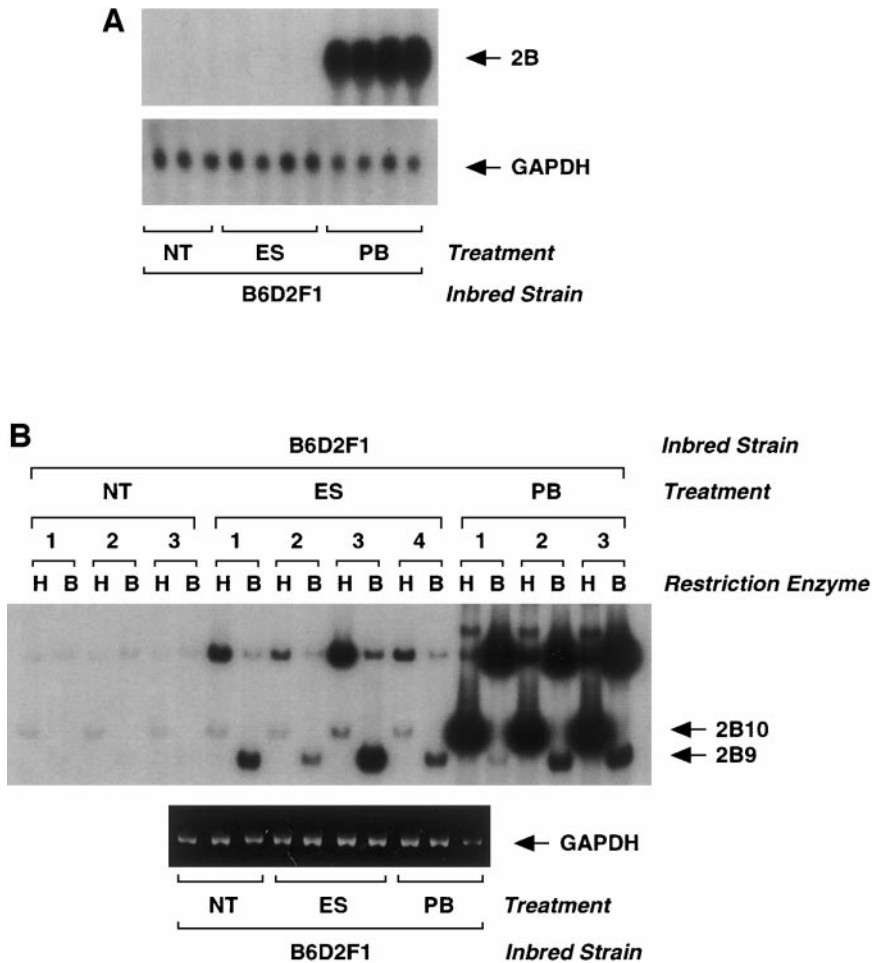 A
2B
GAPDH
NT ES PB Treatment
B6D2F1 Inbred Strain
B
B6D2F1 Inbred Strain
NT ES PB Treatment
1 2 3 1 2 3 4 1 2 3
H B H B H B H B H B H B H B H B H B H B Restriction Enzyme
2B10
2B9
GAPDH
NT ES PB Treatment
B6D2F1 Inbred Strain